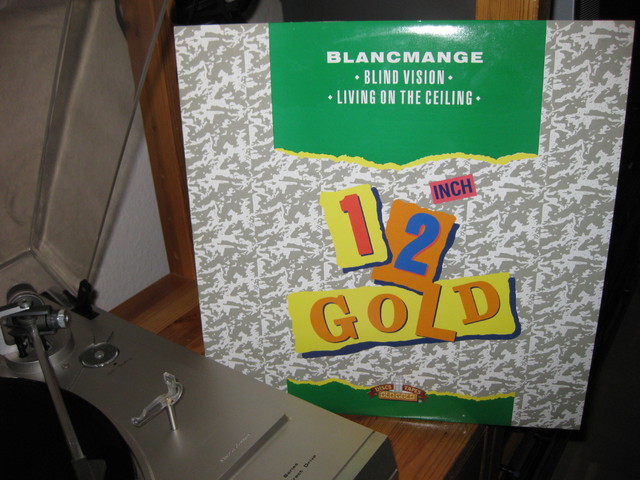 BLANCMANGE
• BLIND VISION •
• LIVING ON THE CEILING •
12 INCH
GOLD
OLD GOLD